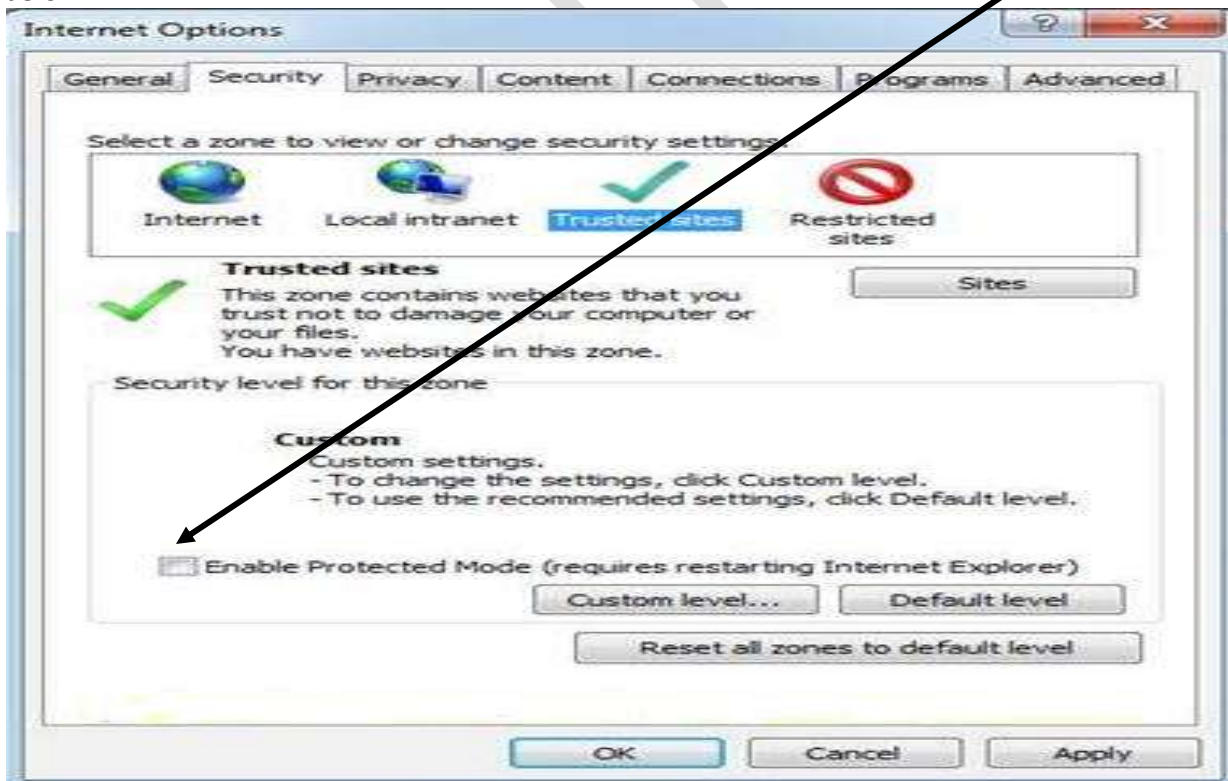 Internet Options
General Security Privacy Content Connections Programs Advanced
Select a zone to view or change security settings.
Internet Local intranet Trusted sites Restricted sites
Trusted sites
This zone contains websites that you
trust not to damage your computer or
your files.
You have websites in this zone.
Sites
Security level for this zone
Custom
Custom settings.
- To change the settings, click Custom level.
- To use the recommended settings, click Default level.
Enable Protected Mode (requires restarting Internet Explorer)
Custom level... Default level
Reset all zones to default level
OK Cancel Apply